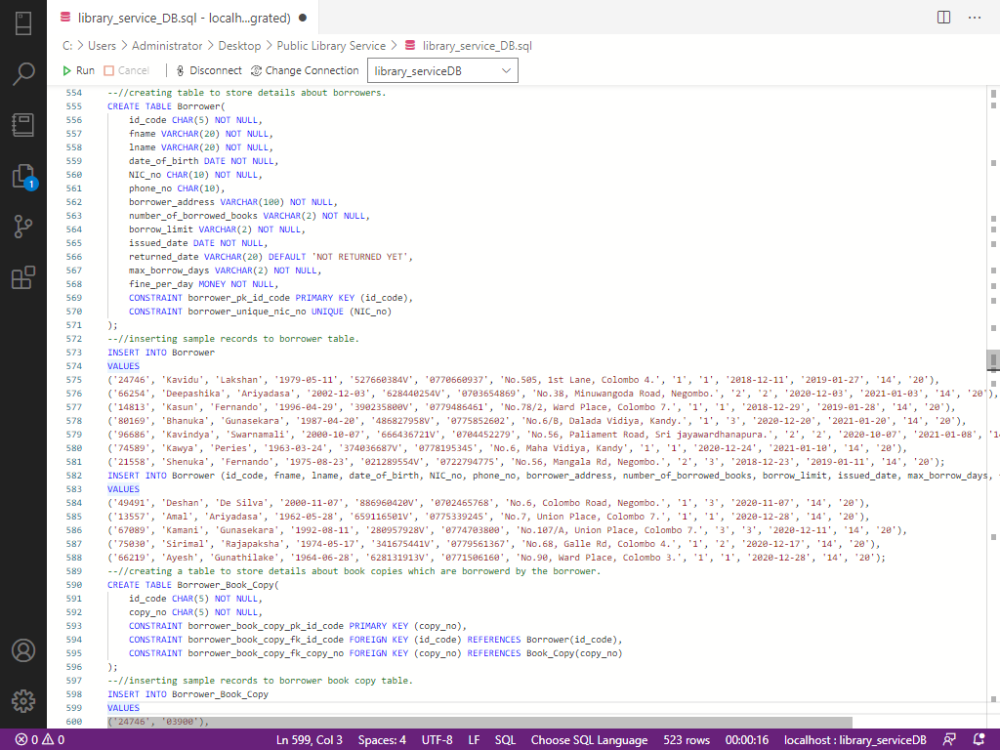 library_service_DB.sql - localh...grated) ●
C: > Users > Administrator > Desktop > Public Library Service > library_service_DB.sql
Run Cancel | Disconnect Change Connection library_serviceDB
554 --//creating table to store details about borrowers.
555 CREATE TABLE Borrower(
556 id_code CHAR(5) NOT NULL,
557 fname VARCHAR(20) NOT NULL,
558 lname VARCHAR(20) NOT NULL,
559 date_of_birth DATE NOT NULL,
560 NIC_no CHAR(10) NOT NULL,
561 phone_no CHAR(10),
562 borrower_address VARCHAR(100) NOT NULL,
563 number_of_borrowed_books VARCHAR(2) NOT NULL,
564 borrow_limit VARCHAR(2) NOT NULL,
565 issued_date DATE NOT NULL,
566 returned_date VARCHAR(20) DEFAULT 'NOT RETURNED YET',
567 max_borrow_days VARCHAR(2) NOT NULL,
568 fine_per_day MONEY NOT NULL,
569 CONSTRAINT borrower_pk_id_code PRIMARY KEY (id_code),
570 CONSTRAINT borrower_unique_nic_no UNIQUE (NIC_no)
571 );
572 --//inserting sample records to borrower table.
573 INSERT INTO Borrower
574 VALUES
575 ('24746', 'Kavidu', 'Lakshan', '1979-05-11', '527660384V', '0770660937', 'No.505, 1st Lane, Colombo 4.', '1', '1', '2018-12-11', '2019-01-27', '14', '20'),
576 ('66254', 'Deepashika', 'Ariyadasa', '2002-12-03', '628440254V', '0703654869', 'No.38, Minuwangoda Road, Negombo.', '2', '2', '2020-12-03', '2021-01-03', '14', '20'),
577 ('14813', 'Kasun', 'Fernando', '1996-04-29', '390235800V', '0779486461', 'No.78/2, Ward Place, Colombo 7.', '1', '1', '2018-12-29', '2019-01-28', '14', '20'),
578 ('80169', 'Bhanuka', 'Gunasekara', '1987-04-20', '486827958V', '0775852602', 'No.6/B, Dalada Vidiya, Kandy.', '1', '3', '2020-12-20', '2021-01-20', '14', '20'),
579 ('96686', 'Kavindya', 'Swarnamali', '2000-10-07', '666436721V', '0704452279', 'No.56, Paliament Road, Sri jayawardhanapura.', '2', '2', '2020-10-07', '2021-01-08', '14
580 ('74589', 'Kawya', 'Peries', '1963-03-24', '374036687V', '0778195345', 'No.6, Maha Vidiya, Kandy', '1', '1', '2020-12-24', '2021-01-10', '14', '20'),
581 ('21558', 'Shenuka', 'Fernando', '1975-08-23', '021289554V', '0722794775', 'No.56, Mangala Rd, Negombo.', '2', '3', '2018-12-23', '2019-01-11', '14', '20');
582 INSERT INTO Borrower (id_code, fname, lname, date_of_birth, NIC_no, phone_no, borrower_address, number_of_borrowed_books, borrow_limit, issued_date, max_borrow_days,
583 VALUES
584 ('49491', 'Deshan', 'De Silva', '2000-11-07', '886960420V', '0702465768', 'No.6, Colombo Road, Negombo.', '1', '3', '2020-11-07', '14', '20'),
585 ('13557', 'Amal', 'Ariyadasa', '1962-05-28', '659116501V', '0775339245', 'No.7, Union Place, Colombo 7.', '1', '1', '2020-12-28', '14', '20'),
586 ('67089', 'Kamani', 'Gunasekara', '1992-08-11', '280957928V', '0774703800', 'No.107/A, Union Place, Colombo 7.', '3', '3', '2020-12-11', '14', '20'),
587 ('75030', 'Sirimal', 'Rajapaksha', '1974-05-17', '341675441V', '0779561367', 'No.68, Galle Rd, Colombo 4.', '1', '2', '2020-12-17', '14', '20'),
588 ('66219', 'Ayesh', 'Gunathilake', '1964-06-28', '628131913V', '0771506160', 'No.90, Ward Place, Colombo 3.', '1', '1', '2020-12-28', '14', '20');
589 --//creating a table to store details about book copies which are borrowerd by the borrower.
590 CREATE TABLE Borrower_Book_Copy(
591 id_code CHAR(5) NOT NULL,
592 copy_no CHAR(5) NOT NULL,
593 CONSTRAINT borrower_book_copy_pk_id_code PRIMARY KEY (copy_no),
594 CONSTRAINT borrower_book_copy_fk_id_code FOREIGN KEY (id_code) REFERENCES Borrower(id_code),
595 CONSTRAINT borrower_book_copy_fk_copy_no FOREIGN KEY (copy_no) REFERENCES Book_Copy(copy_no)
596 );
597 --//inserting sample records to borrower book copy table.
598 INSERT INTO Borrower_Book_Copy
599 VALUES
600 ('24746', '03900'),
1
0 0 Ln 599, Col 3 Spaces: 4 UTF-8 LF SQL Choose SQL Language 523 rows 00:00:16 localhost : library_serviceDB